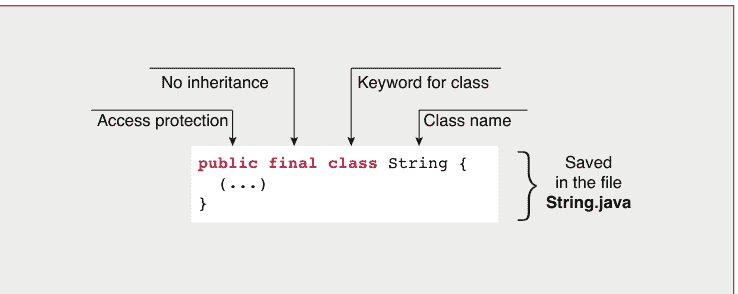 No inheritance
Keyword for class
Access protection
Class name
public final class String {
(...)
}
Saved
in the file
String.java